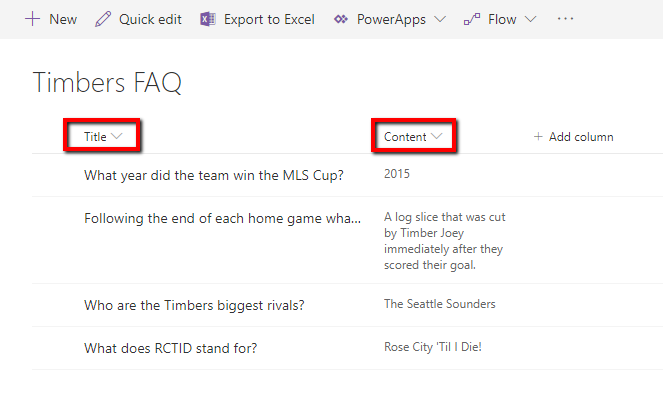 New Quick edit Export to Excel PowerApps Flow ...
Timbers FAQ
Title Content + Add column
What year did the team win the MLS Cup? 2015
Following the end of each home game wha... A log slice that was cut
by Timber Joey
immediately after they
scored their goal.
Who are the Timbers biggest rivals? The Seattle Sounders
What does RCTID stand for? Rose City 'Til I Die!